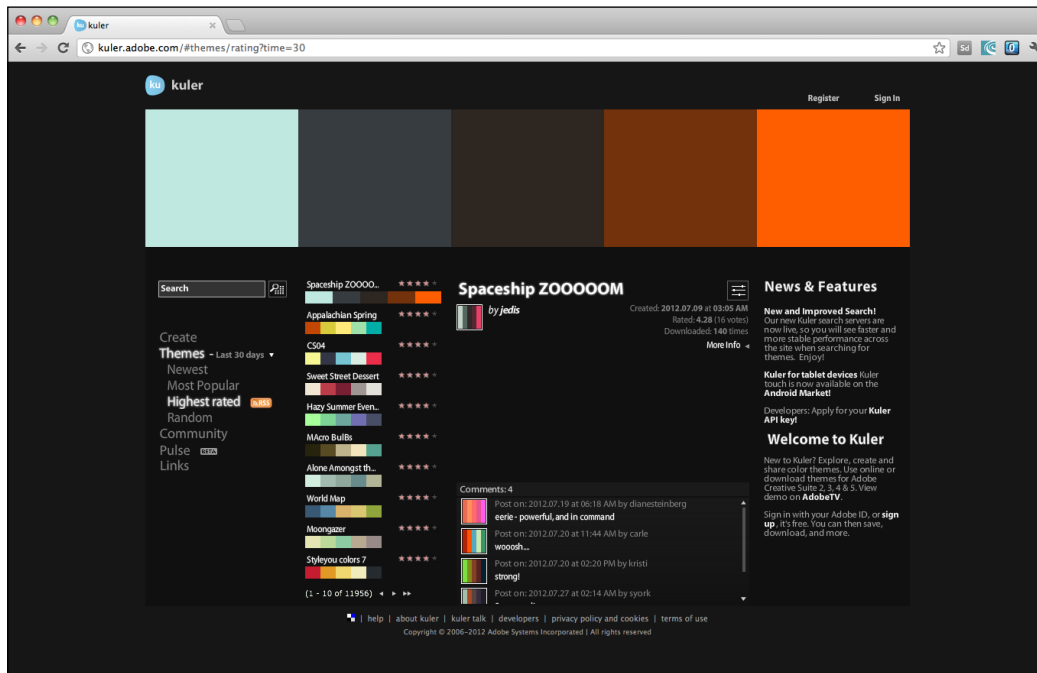 kuler
kuler.adobe.com/#themes/rating?time=30
Sd
ku kuler
Register Sign In
Search
Create
Themes - Last 30 days
Newest
Most Popular
Highest rated RSS
Random
Community
Pulse BETA
Links
Spaceship ZOOOO...
Appalachian Spring
CS04
Sweet Street Dessert
Hazy Summer Even...
MAcro BulBs
Alone Amongst th...
World Map
Moongazer
Styleyou colors 7
(1 - 10 of 11956)
Spaceship ZOOOOOM
by jedis
Created: 2012.07.09 at 03:05 AM
Rated: 4.28 (16 votes)
Downloaded: 140 times
More Info
Comments: 4
Post on: 2012.07.19 at 06:18 AM by dianesteinberg
eerie - powerful, and in command
Post on: 2012.07.20 at 11:44 AM by carle
wooosh...
Post on: 2012.07.20 at 02:20 PM by kristi
strong!
Post on: 2012.07.27 at 02:14 AM by syork
News & Features
New and Improved Search!
Our new Kuler search servers are
now live, so you will see faster and
more stable performance across
the site when searching for
themes. Enjoy!
Kuler for tablet devices Kuler
touch is now available on the
Android Market!
Developers: Apply for your Kuler
API key!
Welcome to Kuler
New to Kuler? Explore, create and
share color themes. Use online or
download themes for Adobe
Creative Suite 2, 3, 4 & 5. View
demo on AdobeTV.
Sign in with your Adobe ID, or sign
up, it's free. You can then save,
download, and more.
| help | about kuler | kuler talk | developers | privacy policy and cookies | terms of use
Copyright © 2006-2012 Adobe Systems Incorporated | All rights reserved